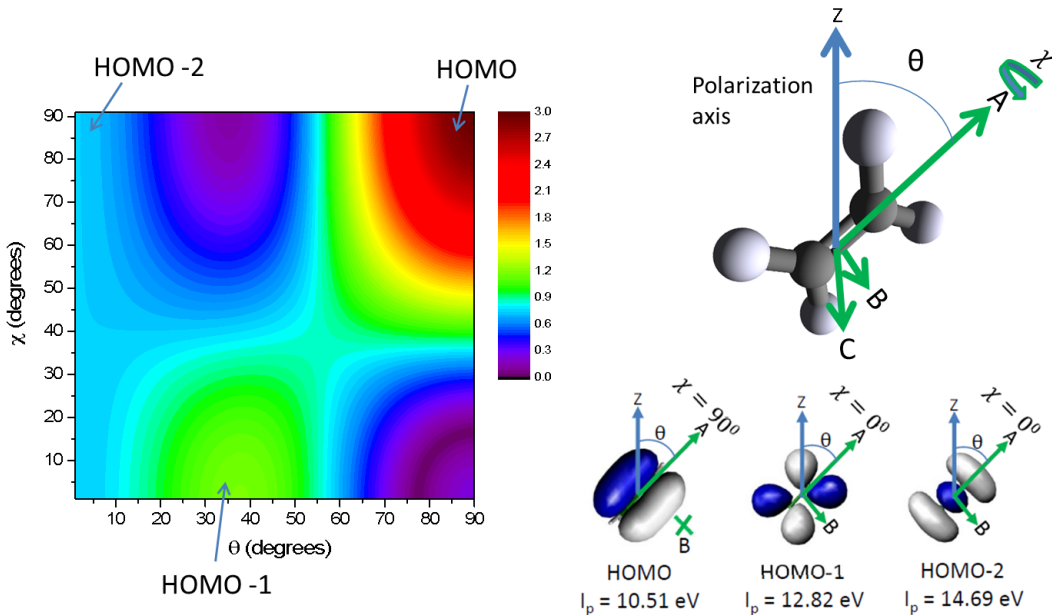 HOMO -2
HOMO
90
80
70
60
50
40
30
20
10
χ (degrees)
10 20 30 40 50 60 70 80 90
θ (degrees)
3.0
2.7
2.4
2.1
1.8
1.5
1.2
0.9
0.6
0.3
0.0
HOMO -1
Z
θ
χ
A
Polarization
axis
B
C
Z
θ
A
χ = 90⁰
B
HOMO
Iₚ = 10.51 eV
Z
θ
A
χ = 0⁰
B
HOMO-1
Iₚ = 12.82 eV
Z
θ
A
χ = 0⁰
B
HOMO-2
Iₚ = 14.69 eV